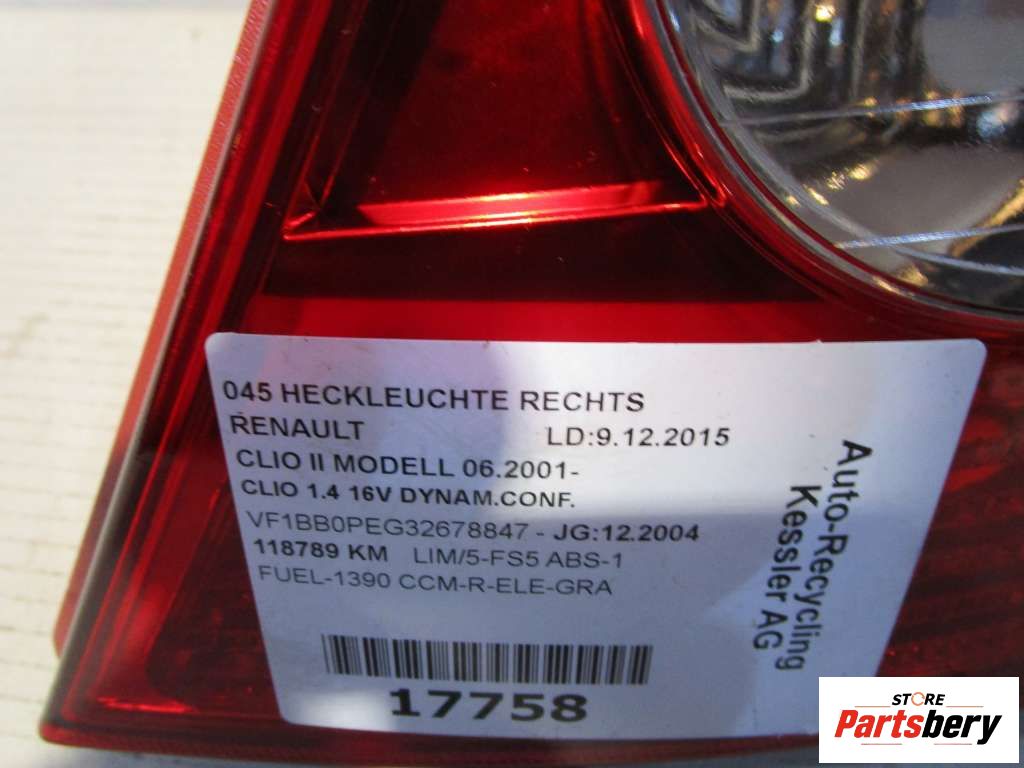 045 HECKLEUCHTE RECHTS
RENAULT LD:9.12.2015
CLIO II MODELL 06.2001-
CLIO 1.4 16V DYNAM.CONF.
VF1BB0PEG32678847 - JG:12.2004
118789 KM LIM/5-FS5 ABS-1
FUEL-1390 CCM-R-ELE-GRA
17758
Auto-Recycling
Kessler AG
STORE
Partsbery